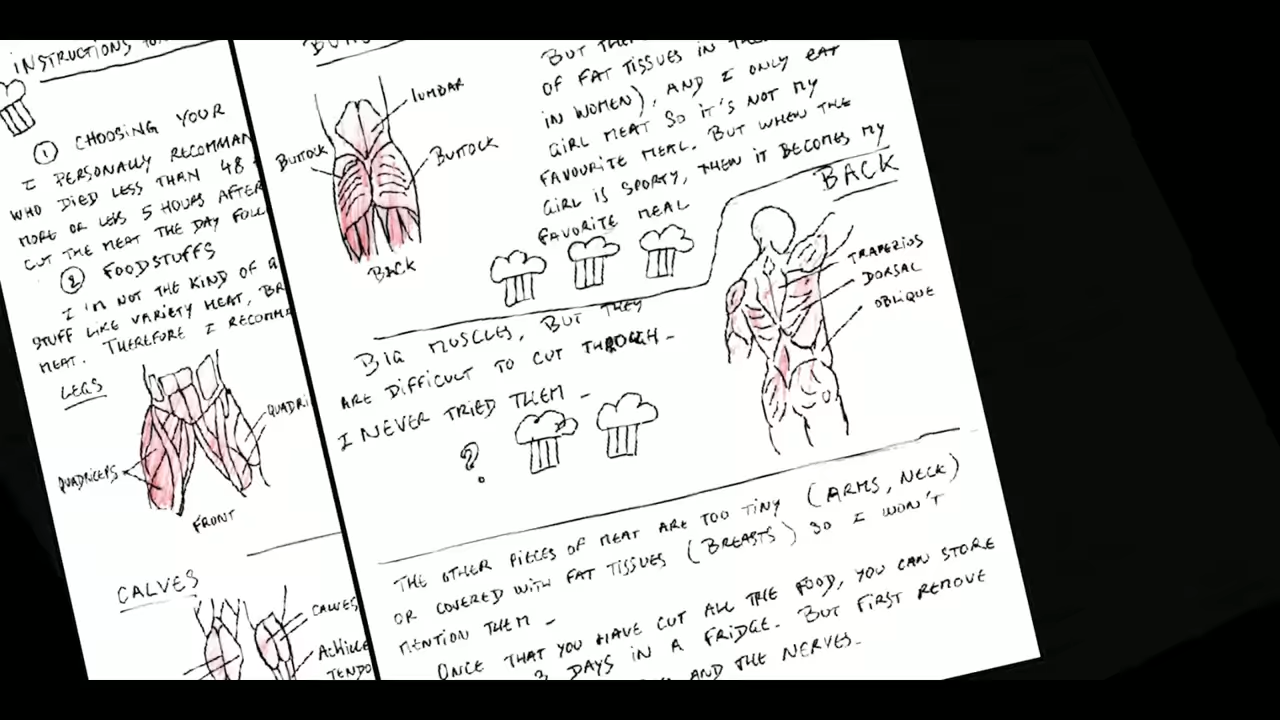 INSTRUCTIONS
① CHOOSING YOUR
I PERSONALLY RECOMMAN
WHO DIED LESS THAN 48
MORE OR LESS 5 HOURS AFTER
CUT THE MEAT THE DAY FOLL
② FOODSTUFFS
I'M NOT THE KIND OF
STUFF LIKE VARIETY MEAT, BR
MEAT. THEREFORE I RECOMM
LEGS
QUADRI
QUADRICEPS
FRONT
CALVES
CALVES
ACHILLE
TENDO
LUMBAR
BUTTOCK
BUTTOCK
BACK
BUT THE
OF FAT TISSUES IN
IN WOMEN), AND I ONLY EAT
GIRL MEAT SO IT'S NOT MY
FAVOURITE MEAL. BUT WHEN THE
GIRL IS SPORTY, THEN IT BECOMES MY
FAVORITE MEAL
BACK
TRAPEZIUS
DORSAL
OBLIQUE
BIG MUSCLES, BUT THEY
ARE DIFFICULT TO CUT THROUGH -
I NEVER TRIED THEM -
?
THE OTHER PIECES OF MEAT ARE TOO TINY (ARMS, NECK)
OR COVERED WITH FAT TISSUES (BREASTS) SO I WON'T
MENTION THEM -
ONCE THAT YOU HAVE CUT ALL THE FOOD, YOU CAN STORE
3 DAYS IN A FRIDGE. BUT FIRST REMOVE
AND THE NERVES.